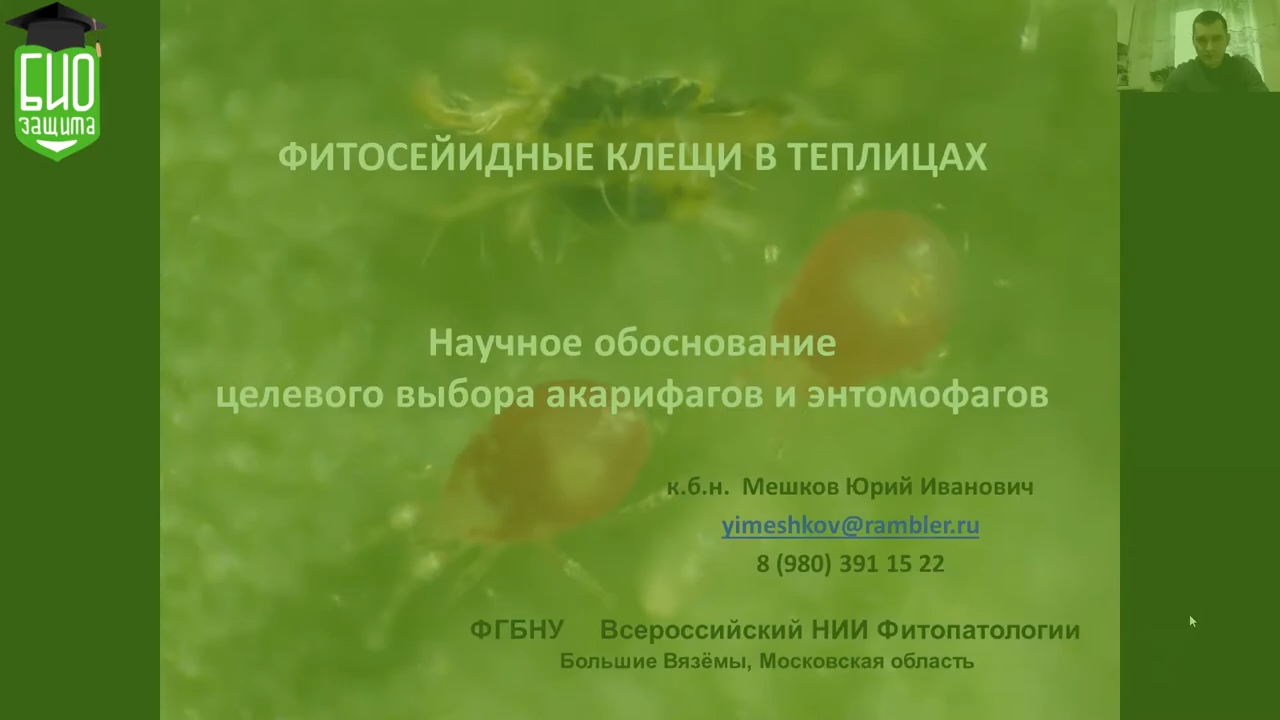 БИО
защита
ФИТОСЕЙИДНЫЕ КЛЕЩИ В ТЕПЛИЦАХ
Научное обоснование
целевого выбора акарифагов и энтомофагов
к.б.н. Мешков Юрий Иванович
yimeshkov@rambler.ru
8 (980) 391 15 22
ФГБНУ Всероссийский НИИ Фитопатологии
Большие Вязёмы, Московская область